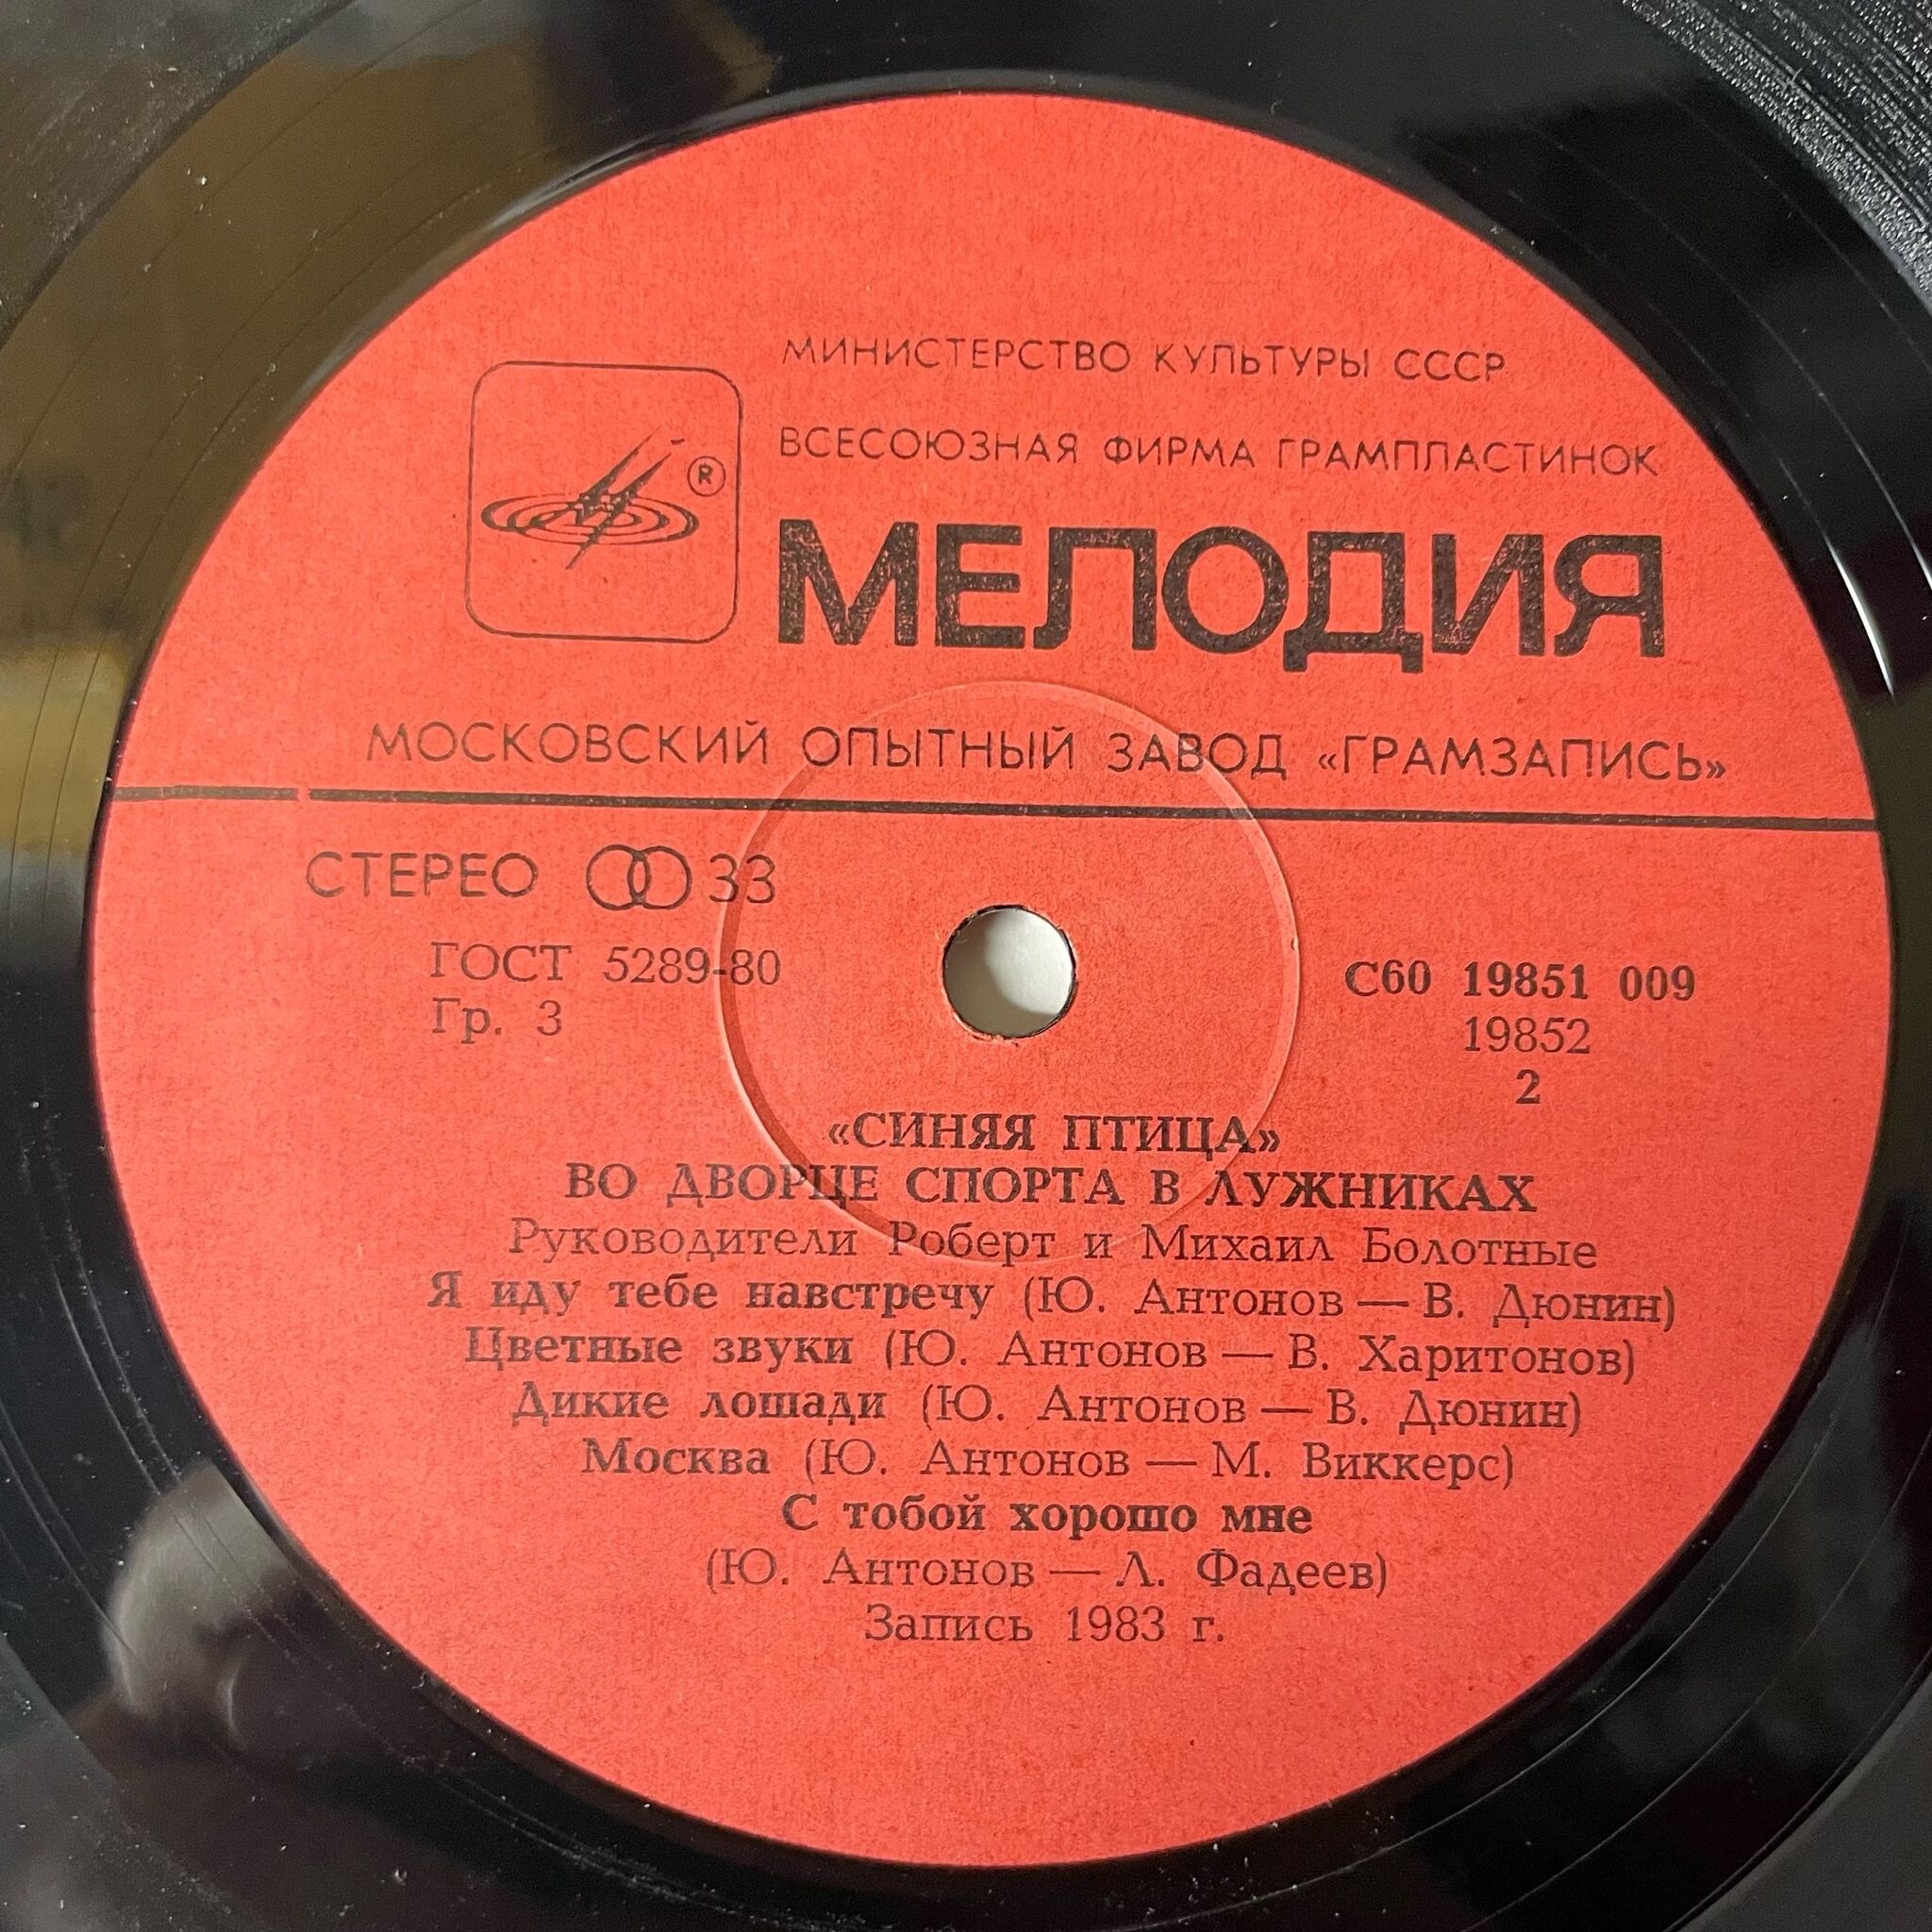 МИНИСТЕРСТВО КУЛЬТУРЫ СССР
ВСЕСОЮЗНАЯ ФИРМА ГРАМПЛАСТИНОК
®
МЕЛОДИЯ
МОСКОВСКИЙ ОПЫТНЫЙ ЗАВОД «ГРАМЗАПИСЬ»
СТЕРЕО 33
ГОСТ 5289-80
Гр. 3
С60 19851 009
19852
2
«СИНЯЯ ПТИЦА»
ВО ДВОРЦЕ СПОРТА В ЛУЖНИКАХ
Руководители Роберт и Михаил Болотные
Я иду тебе навстречу (Ю. Антонов — В. Дюнин)
Цветные звуки (Ю. Антонов — В. Харитонов)
Дикие лошади (Ю. Антонов — В. Дюнин)
Москва (Ю. Антонов — М. Виккерс)
С тобой хорошо мне
(Ю. Антонов — Л. Фадеев)
Запись 1983 г.